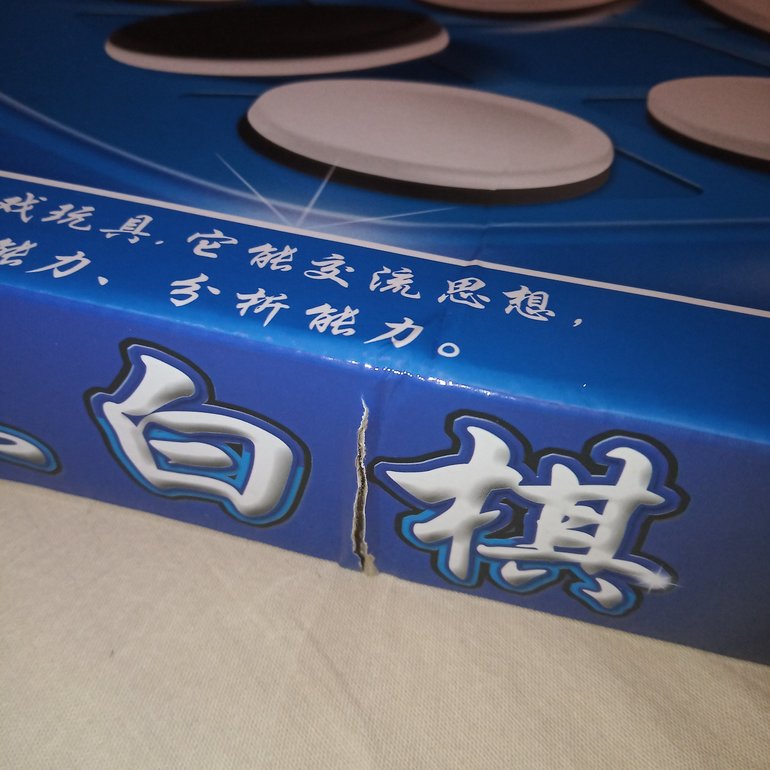 戏玩具，它能交流思想，
能力、分析能力。
白棋